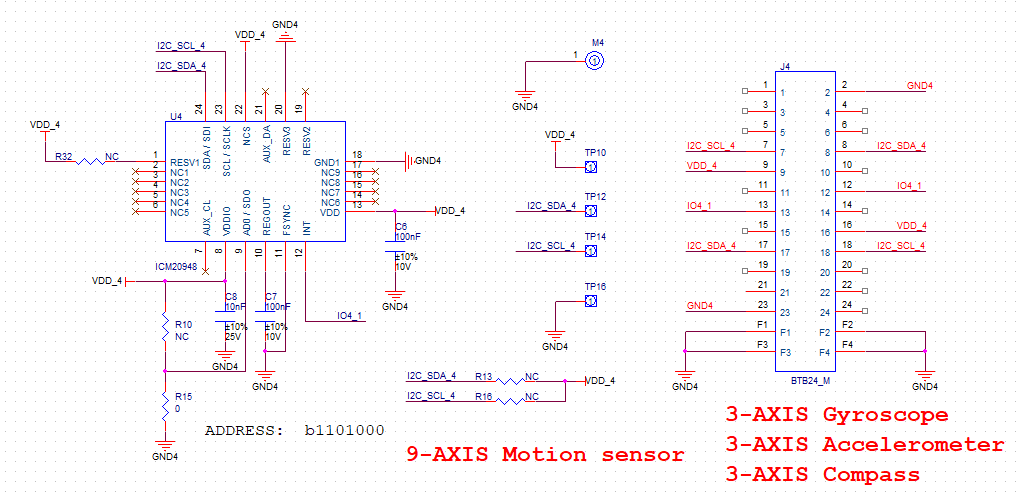 GND4
VDD_4
I2C_SCL_4
I2C_SDA_4
24 23 22 21 20 19
U4
SDA / SDI
SCL / SCLK
NCS
AUX_DA
RESV3
RESV2
VDD_4
R32 NC
1 RESV1
2 NC1
3 NC2
4 NC3
5 NC4
6 NC5
GND1 18 GND4
NC9 17
NC8 16
NC7 15
NC6 14
VDD 13 VDD_4
AUX_CL
VDDIO
AD0 / SD0
REGOUT
FSYNC
INT
7 8 9 10 11 12
ICM20948
C6
100nF
±10%
10V
GND4
VDD_4
C8
10nF
±10%
25V
GND4
C7
100nF
±10%
10V
GND4
IO4_1
R10
NC
R15
0
GND4
ADDRESS: b1101000
M4
1 1
GND4
VDD_4
TP10
1
TP12
I2C_SDA_4 1
TP14
I2C_SCL_4 1
TP16
1
GND4
I2C_SDA_4 R13 NC VDD_4
I2C_SCL_4 R16 NC
J4
1 1 2 2 GND4
3 3 4 4
5 5 6 6
I2C_SCL_4 7 7 8 8 I2C_SDA_4
VDD_4 9 9 10 10
11 11 12 12 IO4_1
IO4_1 13 13 14 14
15 15 16 16 VDD_4
I2C_SDA_4 17 17 18 18 I2C_SCL_4
19 19 20 20
21 21 22 22
GND4 23 23 24 24
F1 F1 F2 F2
F3 F3 F4 F4
GND4 BTB24_M GND4
9-AXIS Motion sensor
3-AXIS Gyroscope
3-AXIS Accelerometer
3-AXIS Compass